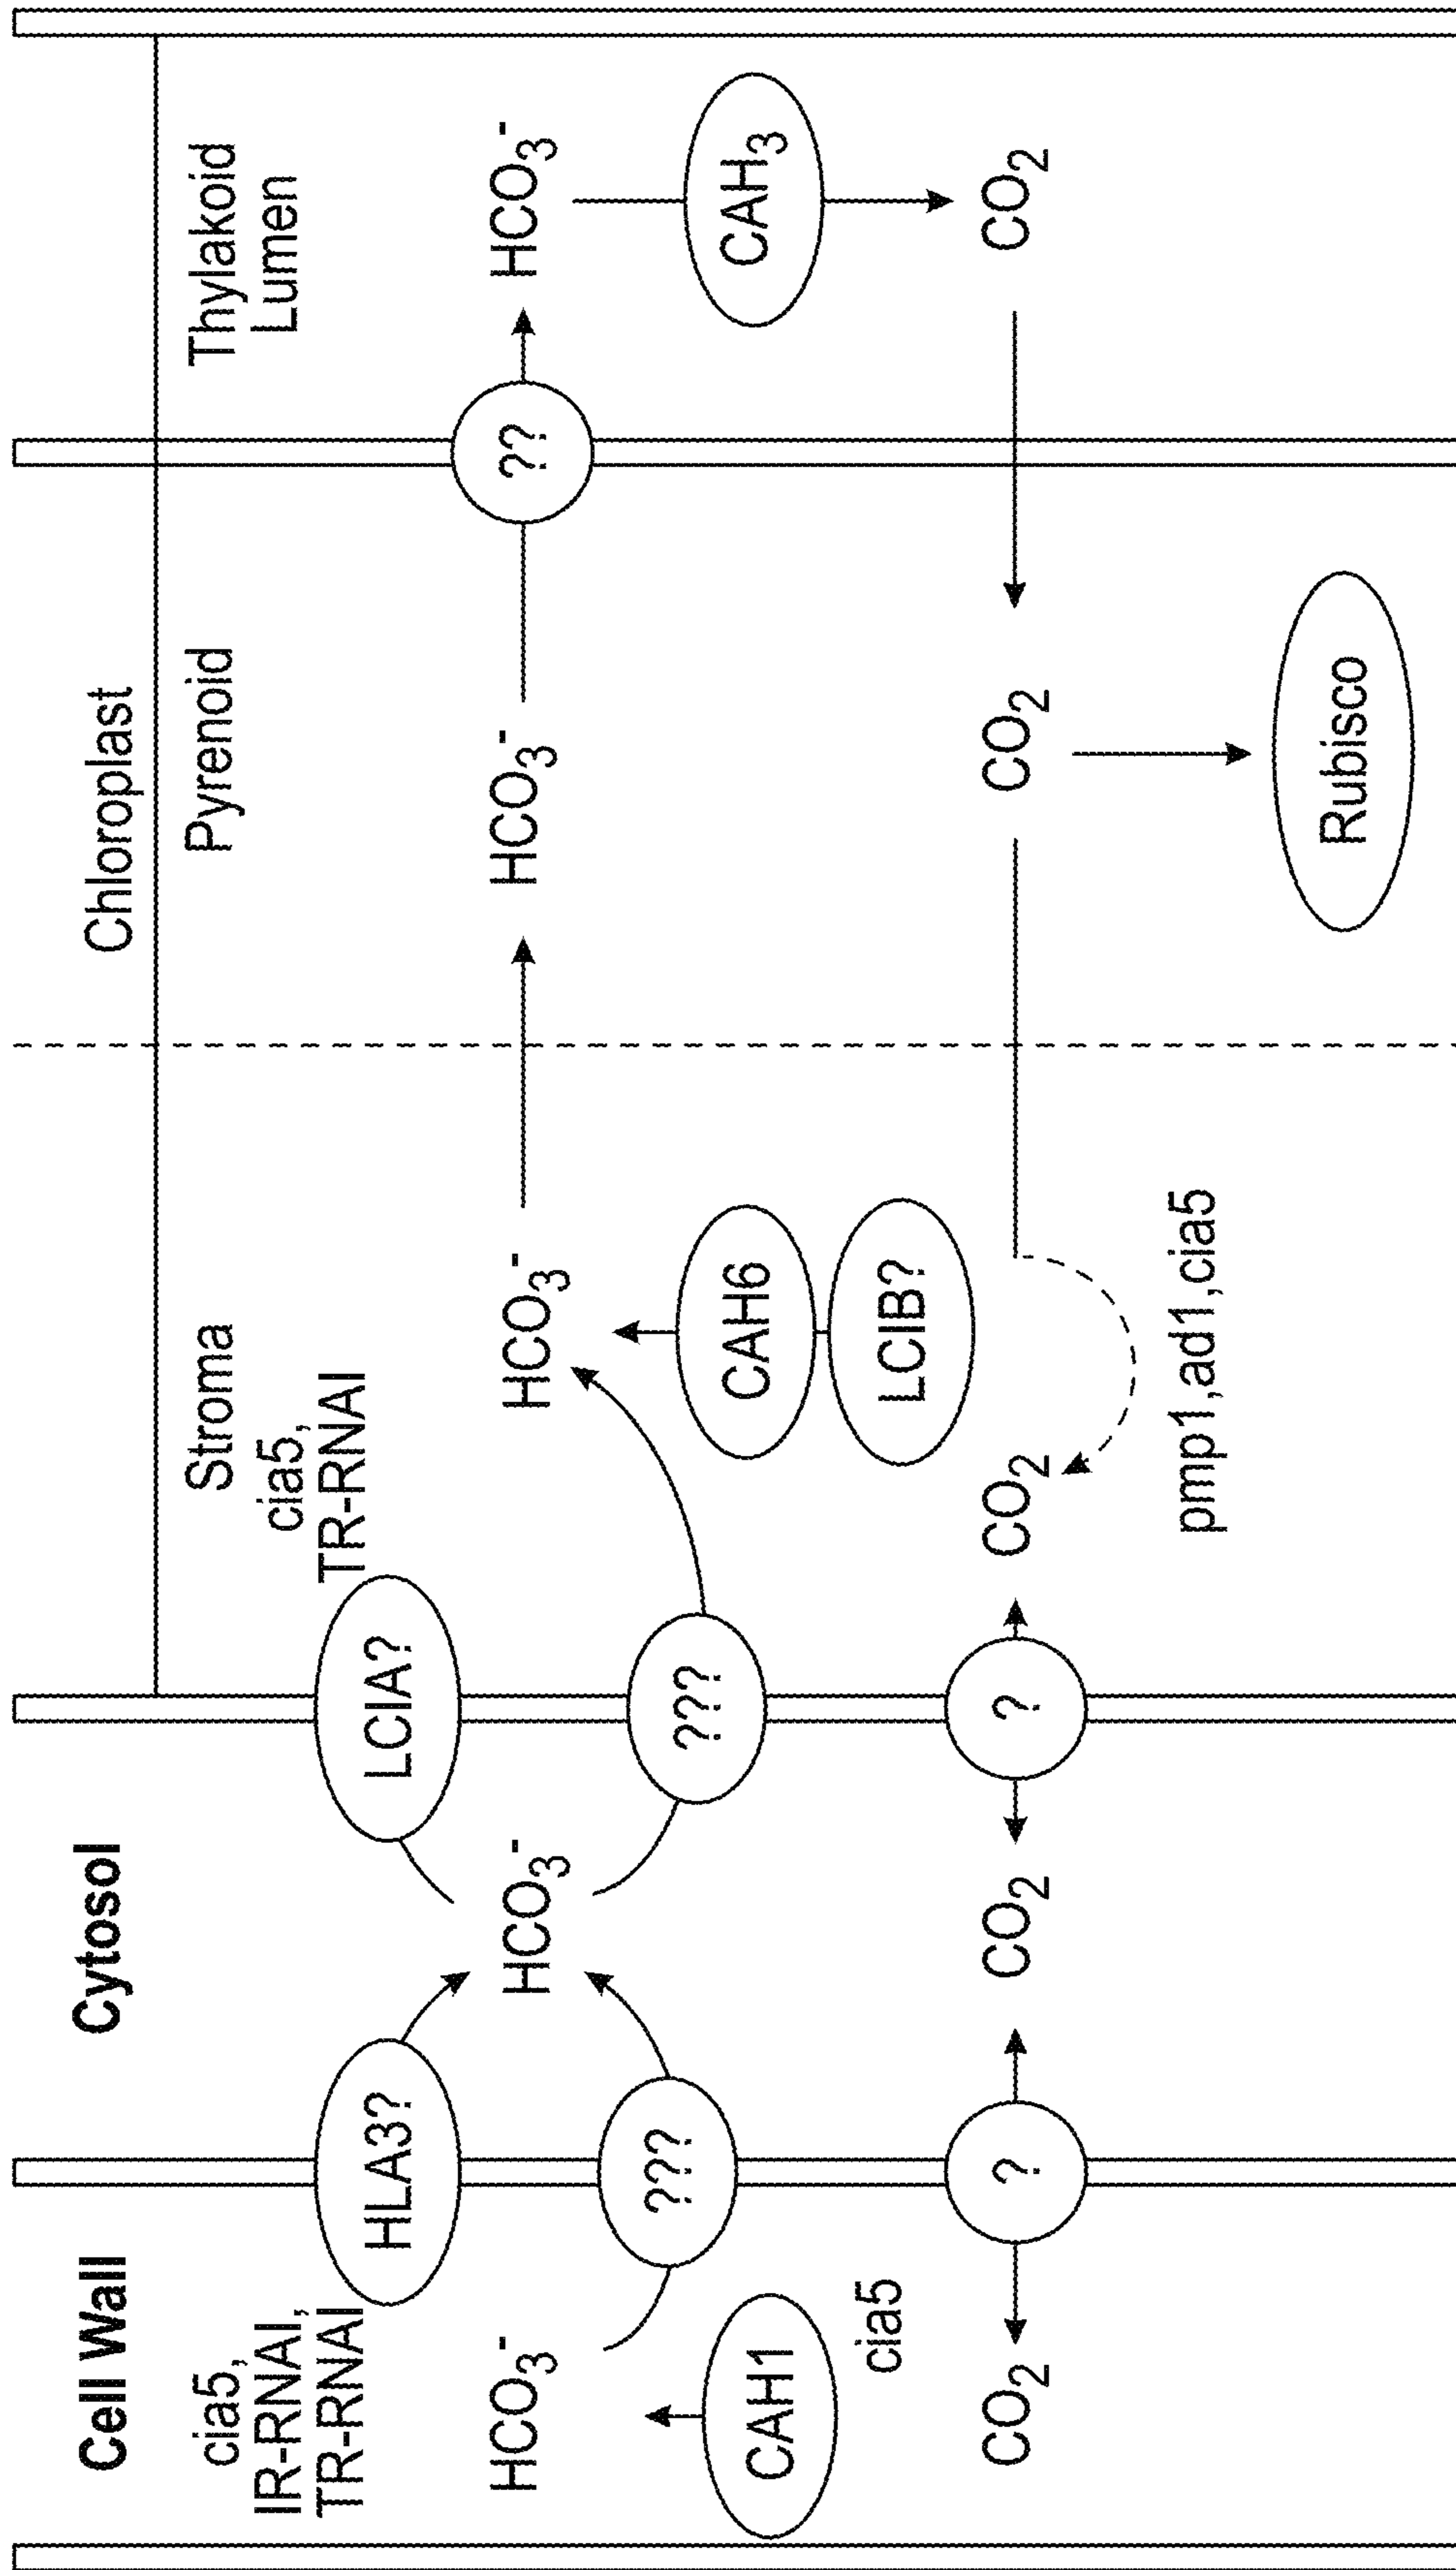 Cell Wall
Cytosol
Chloroplast
cia5,
IR-RNAI,
TR-RNAI
Stroma
cia5,
TR-RNAI
Pyrenoid
Thylakoid
Lumen
HLA3?
LCIA?
HCO3-
HCO3-
HCO3-
HCO3-
??
HCO3-
???
???
CAH1
cia5
CAH6
LCIB?
CAH3
CO2
?
CO2
?
CO2
CO2
CO2
pmp1,ad1,cia5
Rubisco